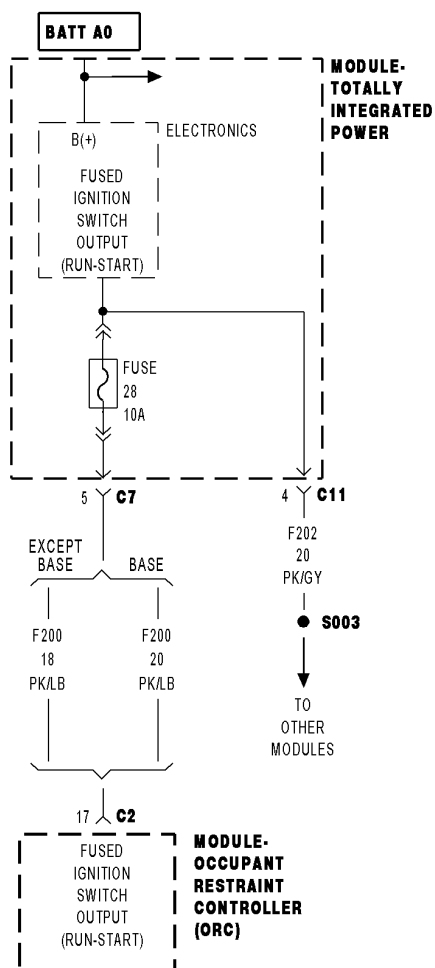 BATT A0
MODULE-
TOTALLY
INTEGRATED
POWER
B(+)
ELECTRONICS
FUSED
IGNITION
SWITCH
OUTPUT
(RUN-START)
FUSE
28
10A
5 C7
4 C11
EXCEPT
BASE
BASE
F202
20
PK/GY
F200
18
PK/LB
F200
20
PK/LB
S003
TO
OTHER
MODULES
17 C2
MODULE-
OCCUPANT
RESTRAINT
CONTROLLER
(ORC)
FUSED
IGNITION
SWITCH
OUTPUT
(RUN-START)